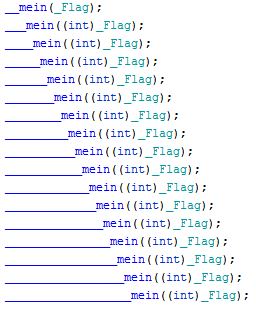 __mein(_Flag);
___mein((int)_Flag);
____mein((int)_Flag);
_____mein((int)_Flag);
______mein((int)_Flag);
_______mein((int)_Flag);
________mein((int)_Flag);
_________mein((int)_Flag);
__________mein((int)_Flag);
___________mein((int)_Flag);
____________mein((int)_Flag);
_____________mein((int)_Flag);
______________mein((int)_Flag);
_______________mein((int)_Flag);
________________mein((int)_Flag);
_________________mein((int)_Flag);
__________________mein((int)_Flag);